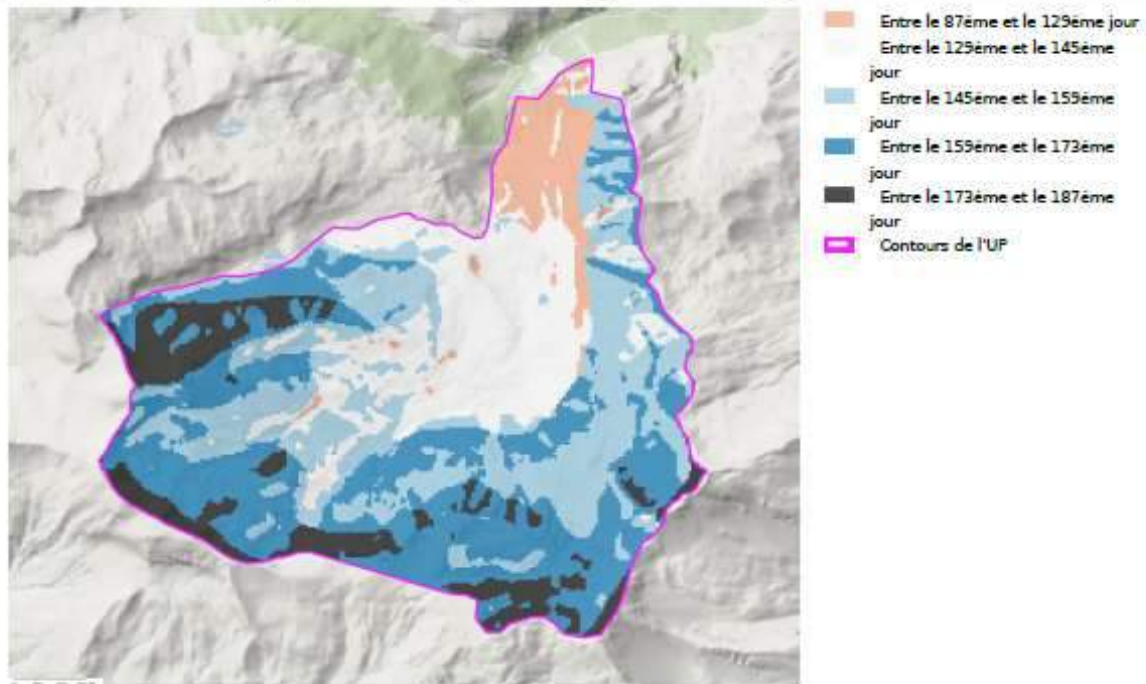 Entre le 87ème et le 129ème jour
Entre le 129ème et le 145ème
jour
Entre le 145ème et le 159ème
jour
Entre le 159ème et le 173ème
jour
Entre le 173ème et le 187ème
jour
Contours de l'UP